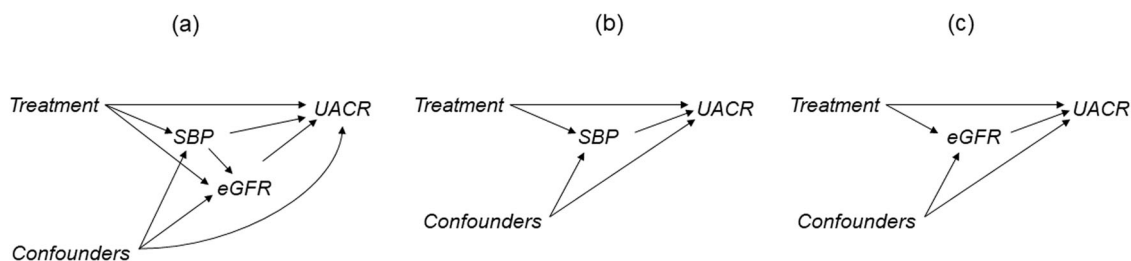 (a) (b) (c)
Treatment UACR Treatment UACR Treatment UACR
SBP SBP eGFR
eGFR
Confounders Confounders
Confounders